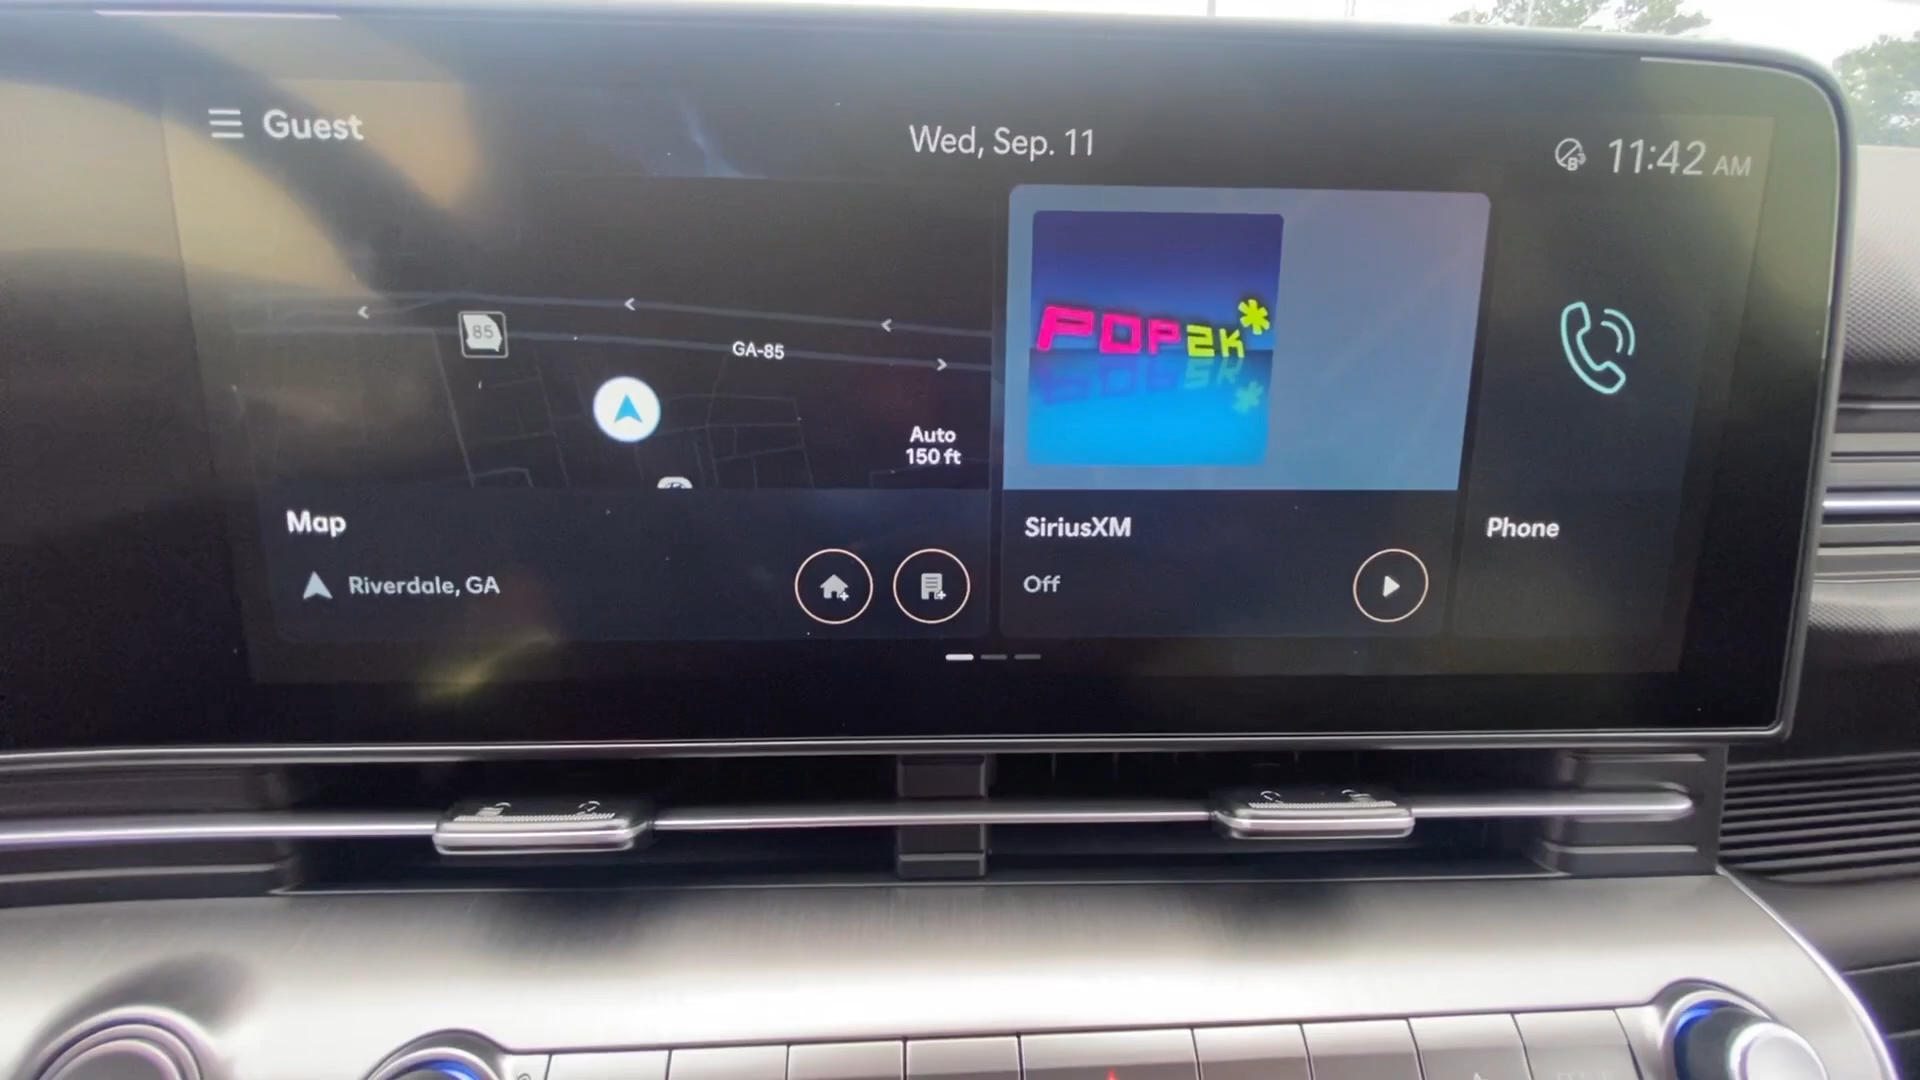 Guest
Wed, Sep. 11
11:42 AM
85
GA-85
Auto
150 ft
POP2K*
Map
Riverdale, GA
SiriusXM
Off
Phone